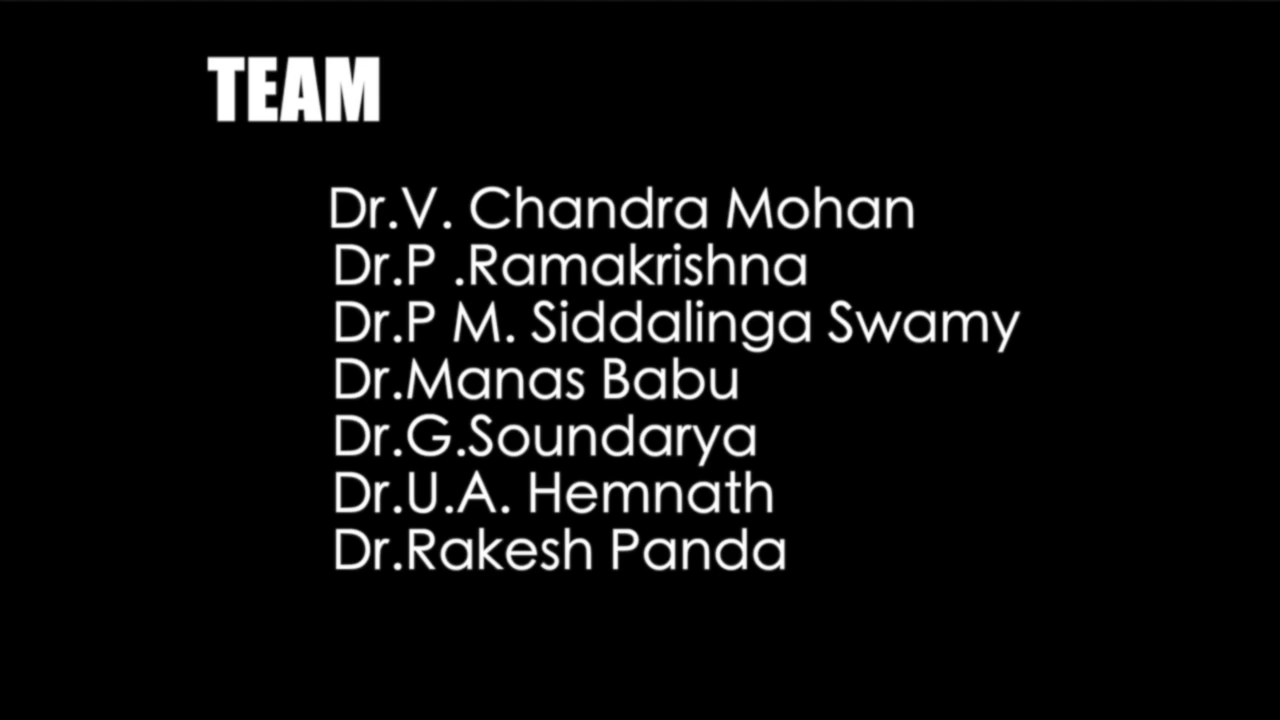 TEAM
Dr.V. Chandra Mohan
Dr.P .Ramakrishna
Dr.P M. Siddalinga Swamy
Dr.Manas Babu
Dr.G.Soundarya
Dr.U.A. Hemnath
Dr.Rakesh Panda